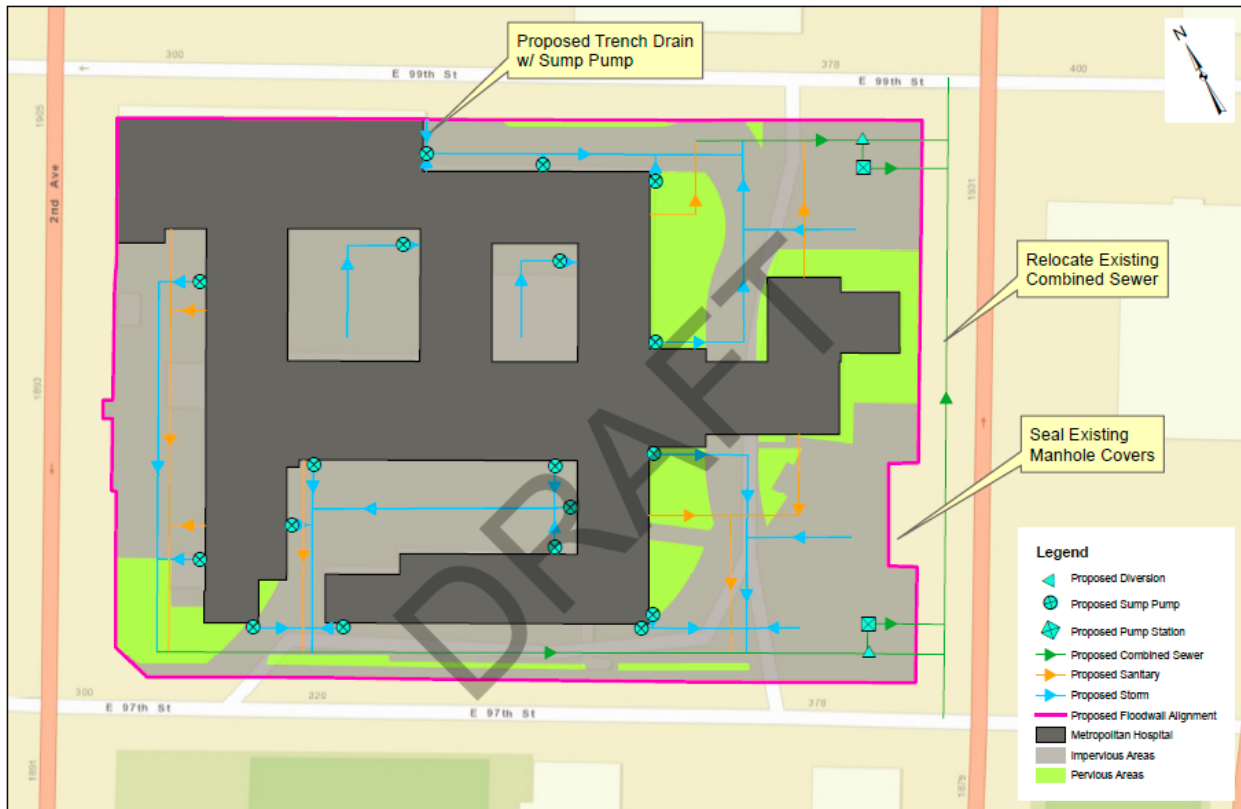 Proposed Trench Drain
w/ Sump Pump
N
300
E 99th St
378
E 99th St
400
1905
2nd Ave
1931
Relocate Existing
Combined Sewer
1893
Seal Existing
Manhole Covers
DRAFT
Legend
Proposed Diversion
Proposed Sump Pump
Proposed Pump Station
Proposed Combined Sewer
Proposed Sanitary
Proposed Storm
Proposed Floodwall Alignment
Metropolitan Hospital
Impervious Areas
Pervious Areas
300
320
378
E 97th St
E 97th St
1891
1879